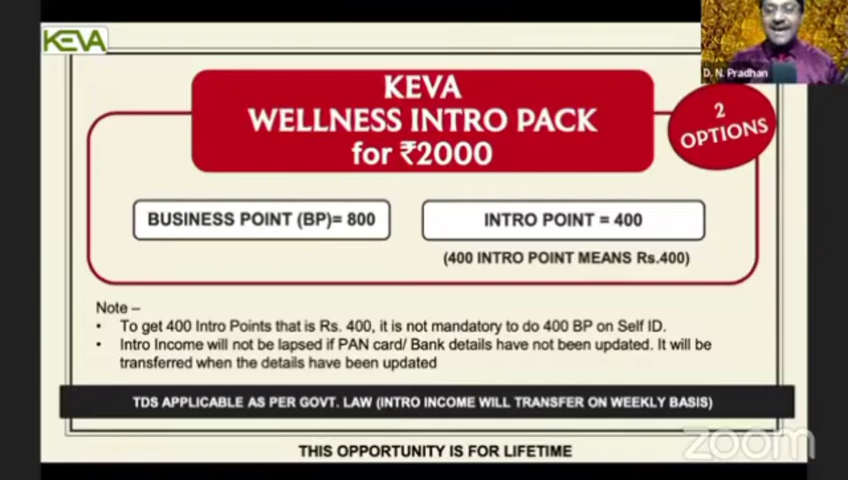 KEVA
D. N. Pradhan
KEVA
WELLNESS INTRO PACK
for ₹2000
2
OPTIONS
BUSINESS POINT (BP)= 800
INTRO POINT = 400
(400 INTRO POINT MEANS Rs.400)
Note –
• To get 400 Intro Points that is Rs. 400, it is not mandatory to do 400 BP on Self ID.
• Intro Income will not be lapsed if PAN card/ Bank details have not been updated. It will be
transferred when the details have been updated
TDS APPLICABLE AS PER GOVT. LAW (INTRO INCOME WILL TRANSFER ON WEEKLY BASIS)
zoom
THIS OPPORTUNITY IS FOR LIFETIME